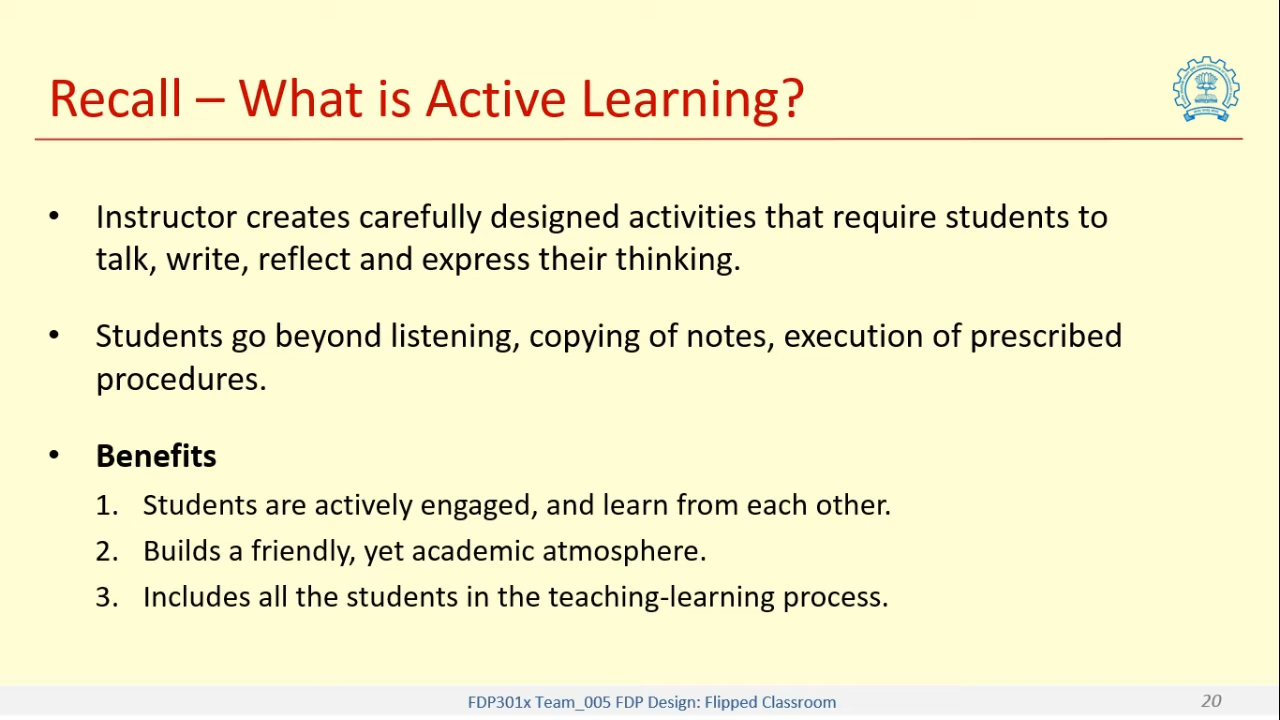 Recall – What is Active Learning?
• Instructor creates carefully designed activities that require students to
talk, write, reflect and express their thinking.
• Students go beyond listening, copying of notes, execution of prescribed
procedures.
• Benefits
1. Students are actively engaged, and learn from each other.
2. Builds a friendly, yet academic atmosphere.
3. Includes all the students in the teaching-learning process.
FDP301x Team_005 FDP Design: Flipped Classroom
20